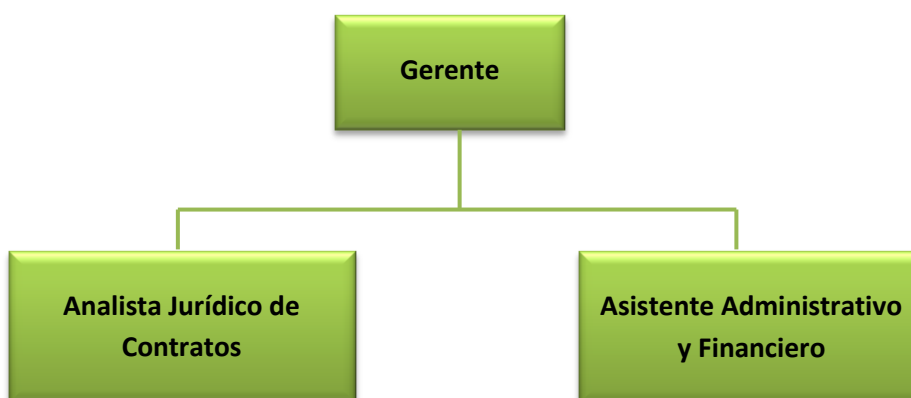 Gerente
Analista Jurídico de
Contratos
Asistente Administrativo
y Financiero